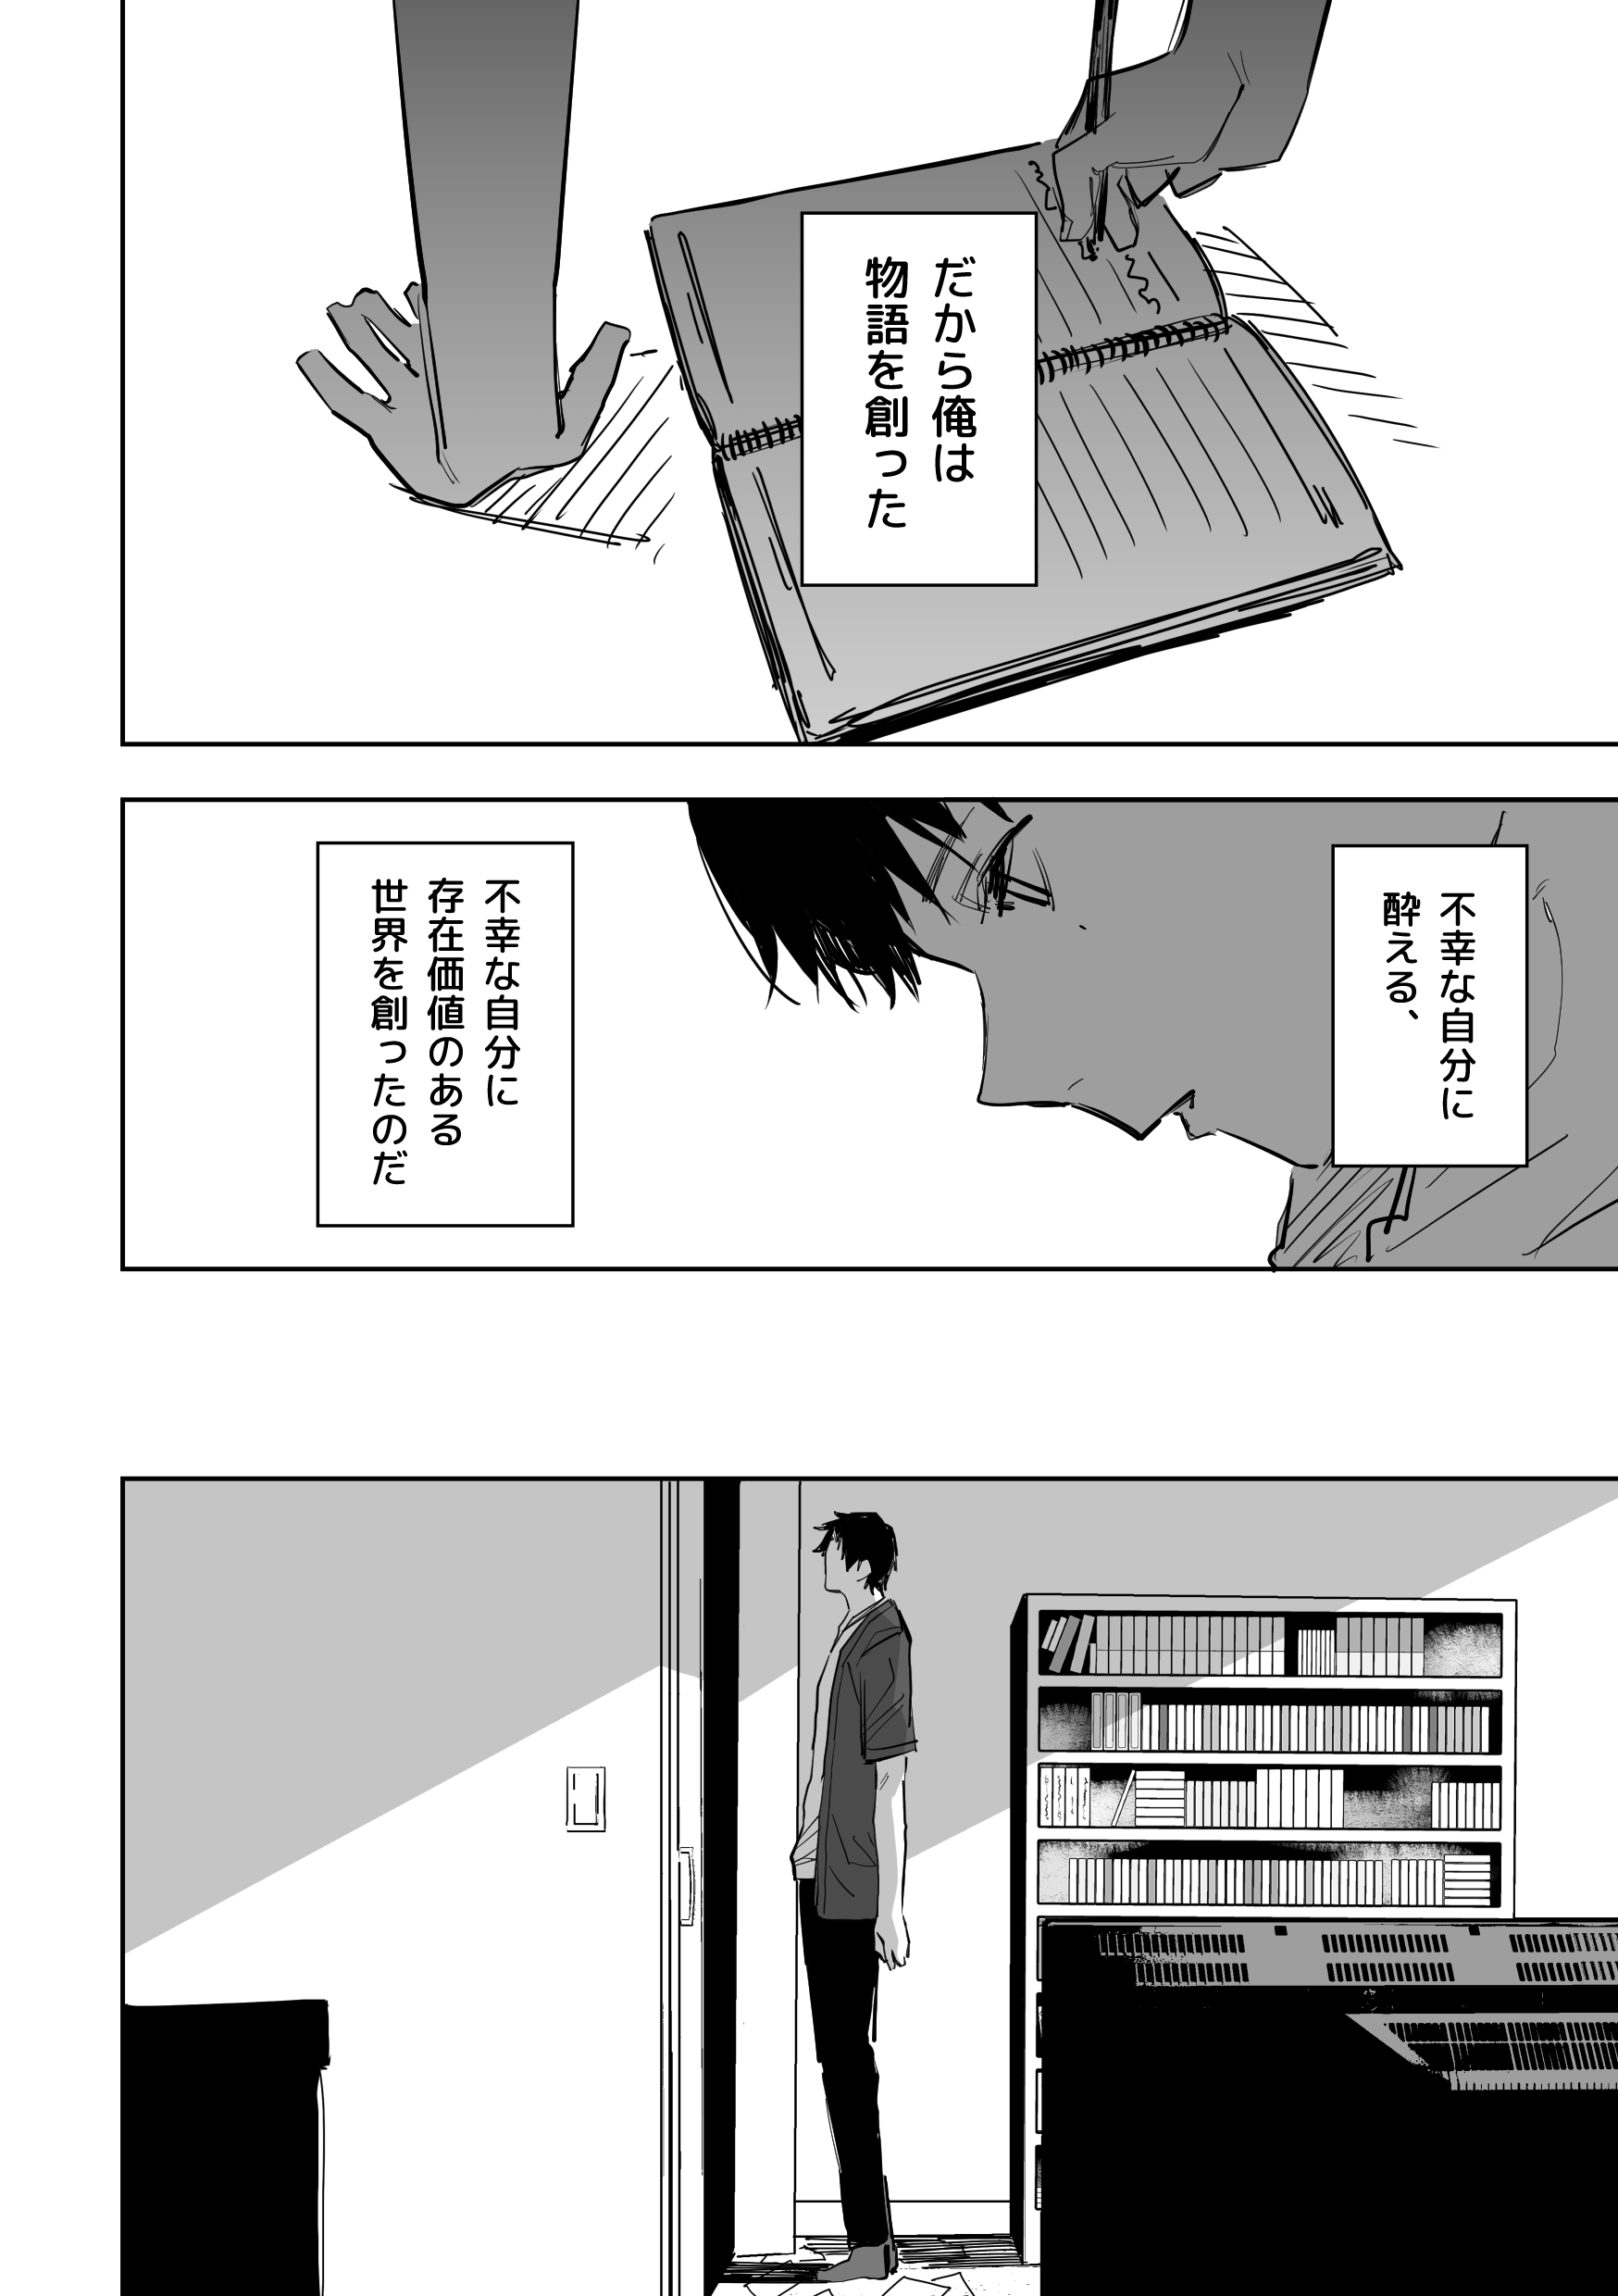 だから俺は
物語を創った
不幸な自分に
酔える、
不幸な自分に
存在価値のある
世界を創ったのだ